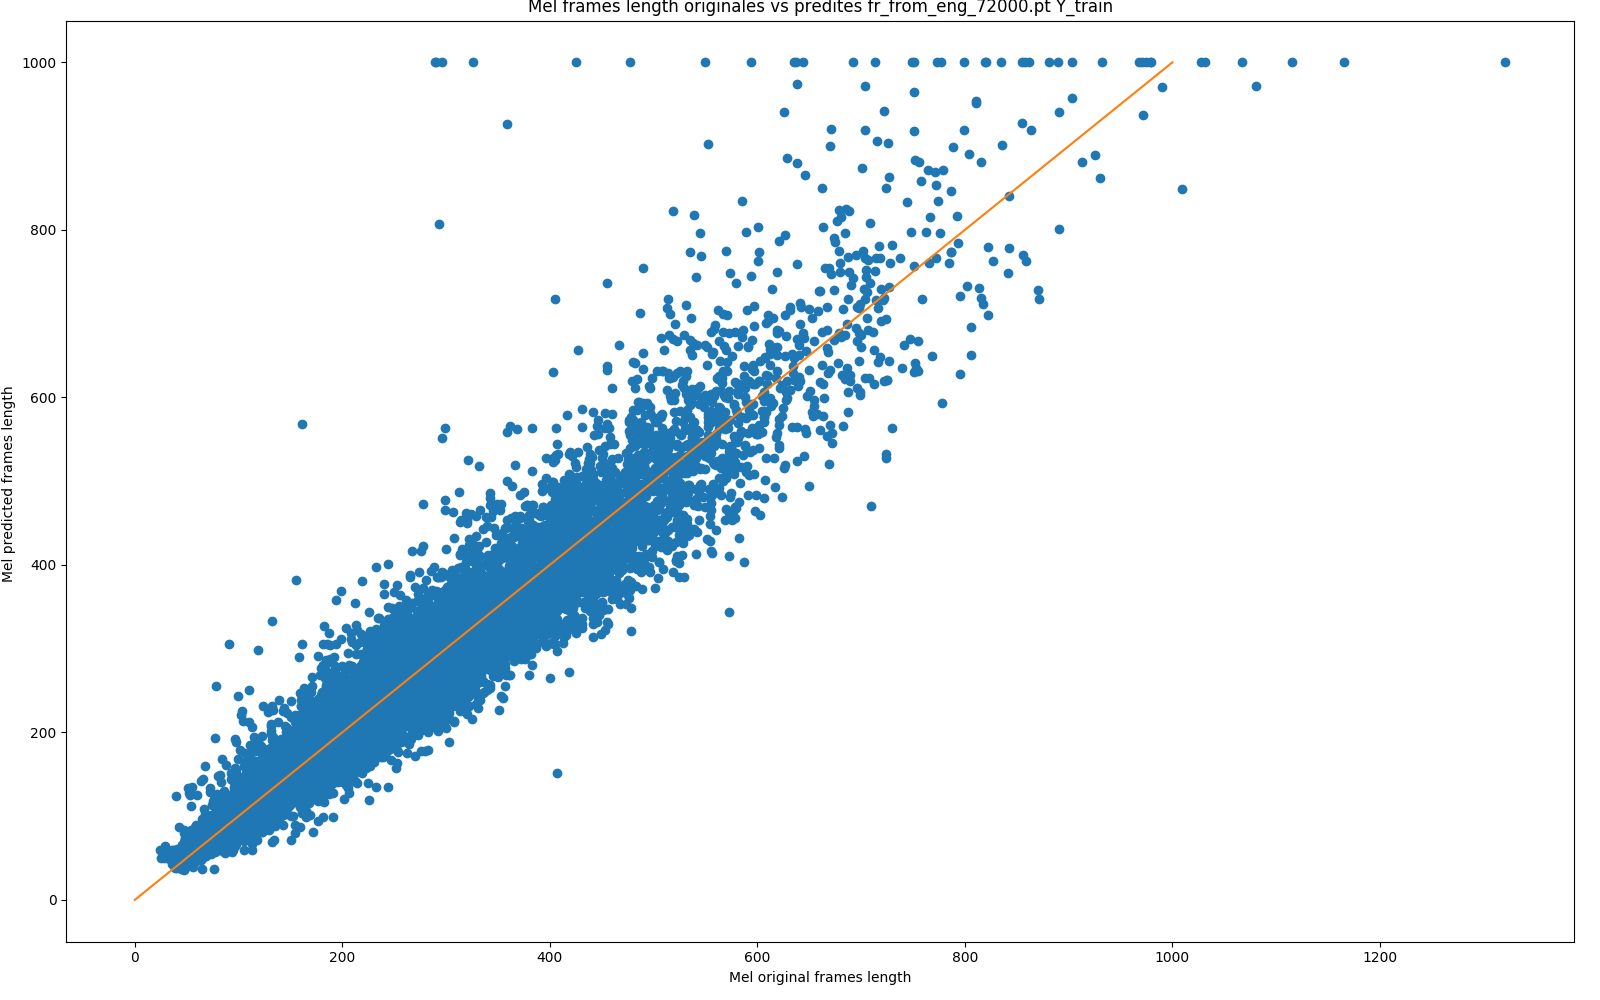 Mel frames length originales vs predites fr_from_eng_72000.pt Y_train
1000
800
600
400
200
0
Mel predicted frames length
0 200 400 600 800 1000 1200
Mel original frames length